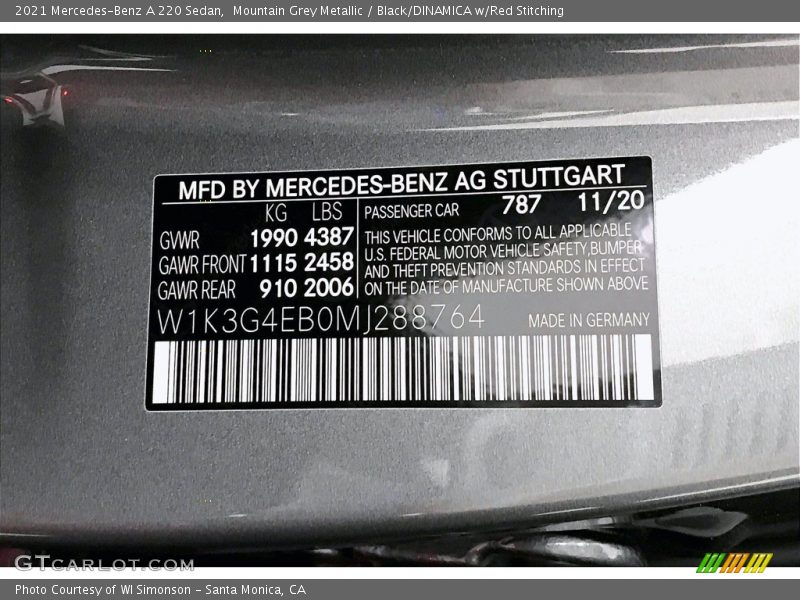 2021 Mercedes-Benz A 220 Sedan, Mountain Grey Metallic / Black/DINAMICA w/Red Stitching
MFD BY MERCEDES-BENZ AG STUTTGART
KG LBS
GVWR 1990 4387
GAWR FRONT 1115 2458
GAWR REAR 910 2006
PASSENGER CAR 787 11/20
THIS VEHICLE CONFORMS TO ALL APPLICABLE
U.S. FEDERAL MOTOR VEHICLE SAFETY,BUMPER
AND THEFT PREVENTION STANDARDS IN EFFECT
ON THE DATE OF MANUFACTURE SHOWN ABOVE
W1K3G4EB0MJ288764
MADE IN GERMANY
GTCARLOT.COM
Photo Courtesy of WI Simonson - Santa Monica, CA